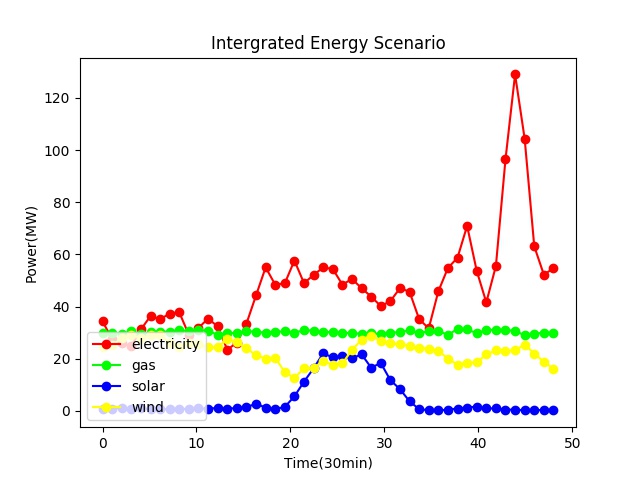 Intergrated Energy Scenario
Power(MW)
120
100
80
60
40
20
0
electricity
gas
solar
wind
0 10 20 30 40 50
Time(30min)